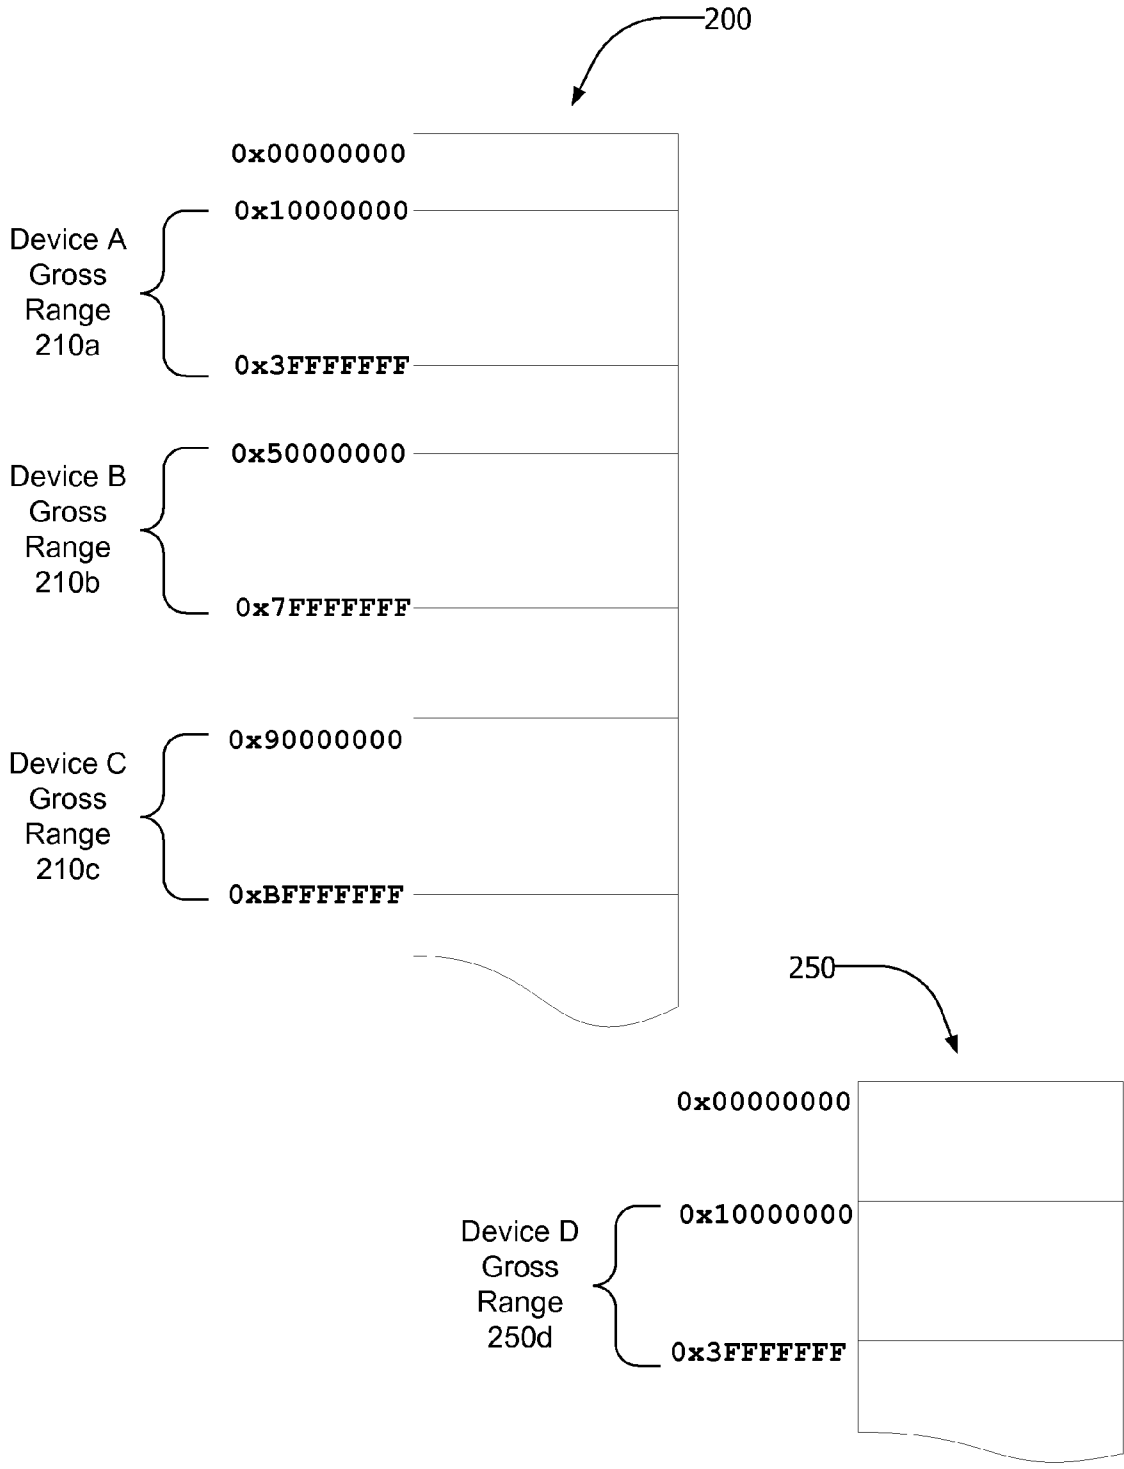 200
0x00000000
0x10000000
Device A
Gross
Range
210a
0x3FFFFFFF
0x50000000
Device B
Gross
Range
210b
0x7FFFFFFF
0x90000000
Device C
Gross
Range
210c
0xBFFFFFFF
250
0x00000000
0x10000000
Device D
Gross
Range
250d
0x3FFFFFFF